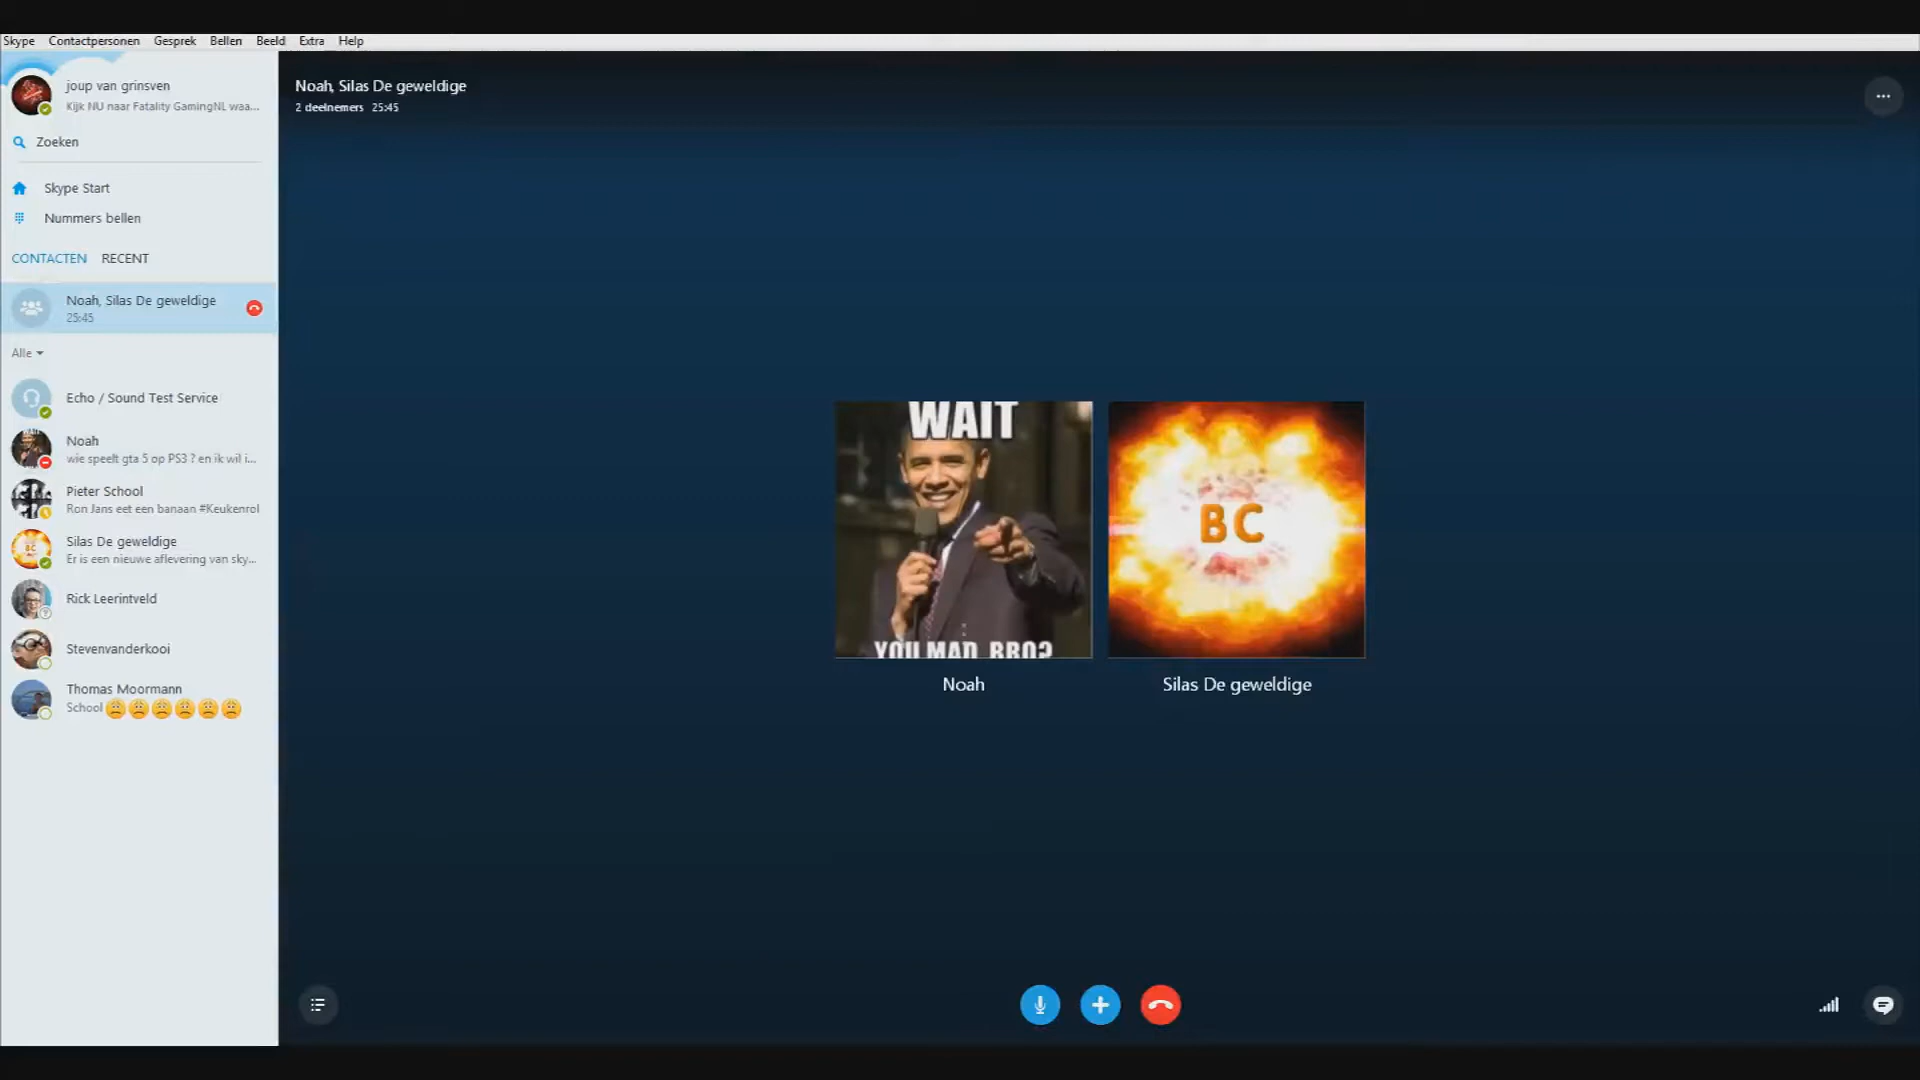 Skype Contactpersonen Gesprek Bellen Beeld Extra Help
joup van grinsven
Kijk NU naar Fatality GamingNL waa...
Zoeken
Skype Start
Nummers bellen
CONTACTEN RECENT
Noah, Silas De geweldige
25:45
Alle
Echo / Sound Test Service
Noah
wie speelt gta 5 op PS3 ? en ik wil i...
Pieter School
Ron Jans eet een banaan #Keukenrol
Silas De geweldige
Er is een nieuwe aflevering van sky...
Rick Leerintveld
Stevenvanderkooi
Thomas Moormann
School
Noah, Silas De geweldige
2 deelnemers 25:45
WAIT
YOU MAD, BRO?
BC
Noah
Silas De geweldige